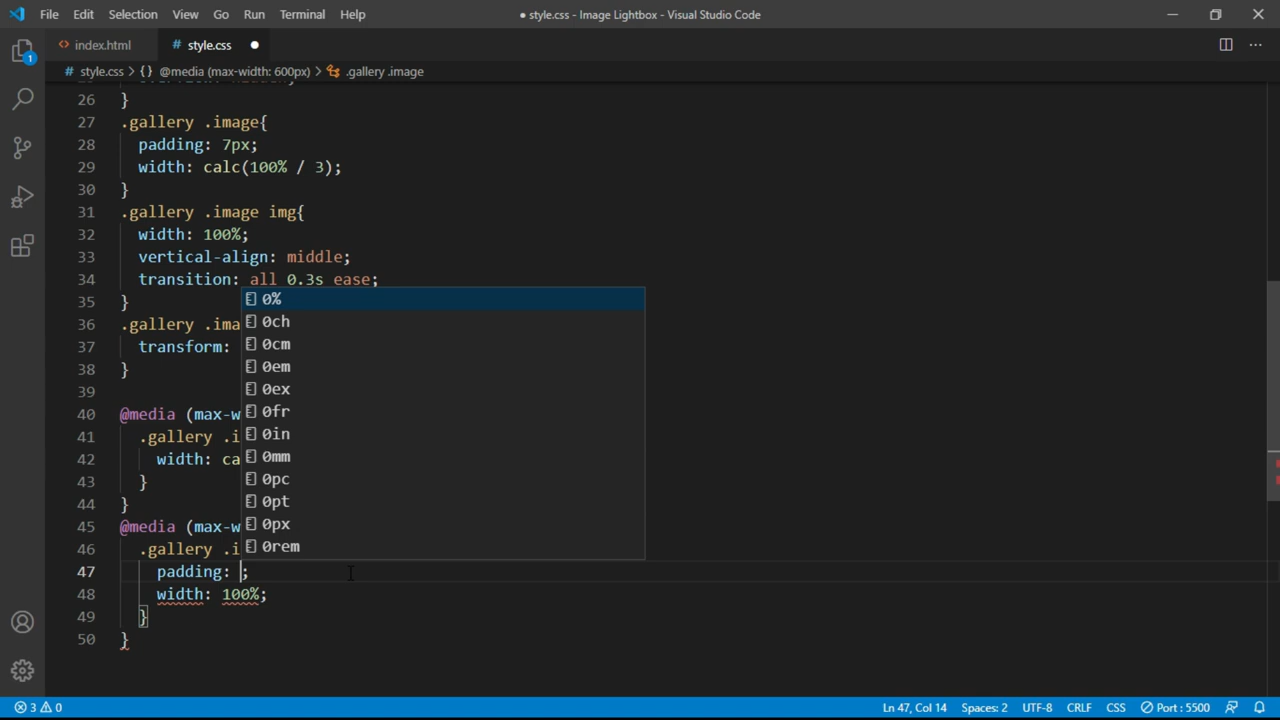 File Edit Selection View Go Run Terminal Help
● style.css - Image Lightbox - Visual Studio Code
1
index.html
# style.css ●
# style.css > {} @media (max-width: 600px) > .gallery .image
26 }
27 .gallery .image{
28 padding: 7px;
29 width: calc(100% / 3);
30 }
31 .gallery .image img{
32 width: 100%;
33 vertical-align: middle;
34 transition: all 0.3s ease;
35 }
36 .gallery .ima
37 transform:
38 }
39
40 @media (max-w
41 .gallery .i
42 width: ca
43 }
44 }
45 @media (max-w
46 .gallery .i
47 padding: ;
48 width: 100%;
49 }
50 }
0%
0ch
0cm
0em
0ex
0fr
0in
0mm
0pc
0pt
0px
0rem
3 0
Ln 47, Col 14 Spaces: 2 UTF-8 CRLF CSS Port : 5500